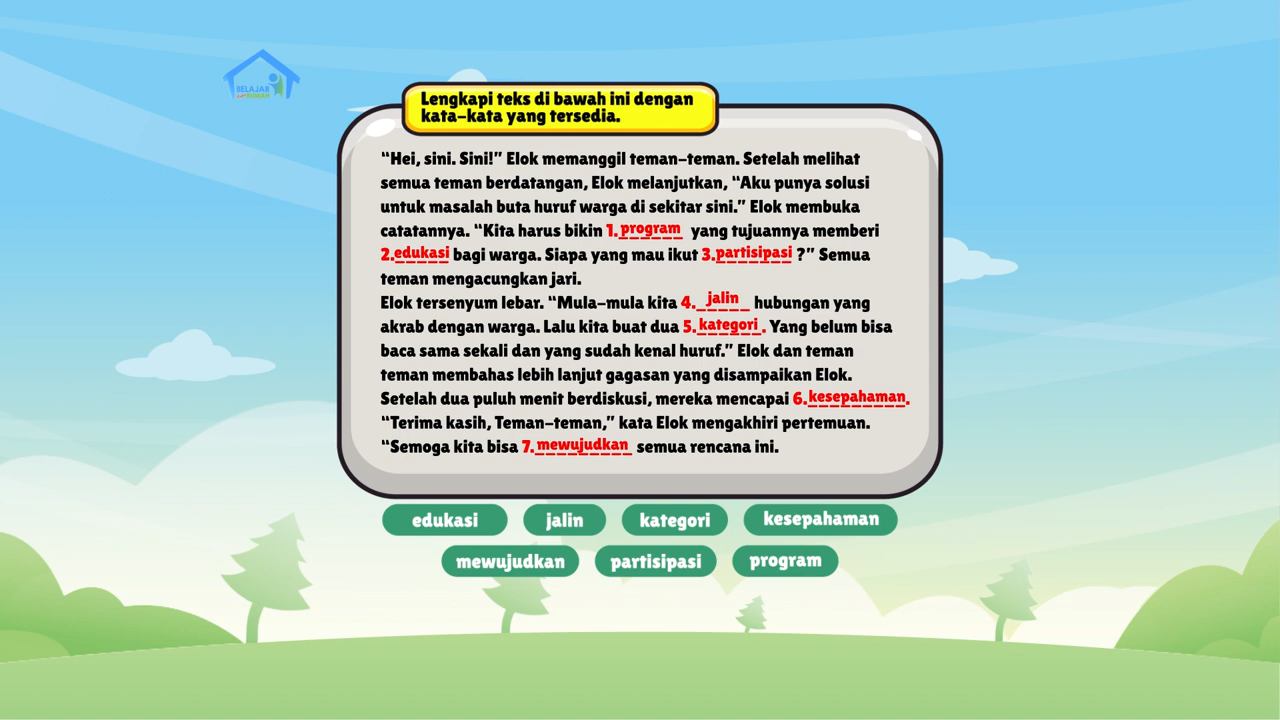 BELAJAR
RUMAH
Lengkapi teks di bawah ini dengan
kata-kata yang tersedia.
“Hei, sini. Sini!” Elok memanggil teman-teman. Setelah melihat
semua teman berdatangan, Elok melanjutkan, “Aku punya solusi
untuk masalah buta huruf warga di sekitar sini.” Elok membuka
catatannya. “Kita harus bikin 1. program yang tujuannya memberi
2. edukasi bagi warga. Siapa yang mau ikut 3. partisipasi ?” Semua
teman mengacungkan jari.
Elok tersenyum lebar. “Mula-mula kita 4. jalin hubungan yang
akrab dengan warga. Lalu kita buat dua 5. kategori . Yang belum bisa
baca sama sekali dan yang sudah kenal huruf.” Elok dan teman
teman membahas lebih lanjut gagasan yang disampaikan Elok.
Setelah dua puluh menit berdiskusi, mereka mencapai 6. kesepahaman.
“Terima kasih, Teman-teman,” kata Elok mengakhiri pertemuan.
“Semoga kita bisa 7. mewujudkan semua rencana ini.
edukasi jalin kategori kesepahaman
mewujudkan partisipasi program